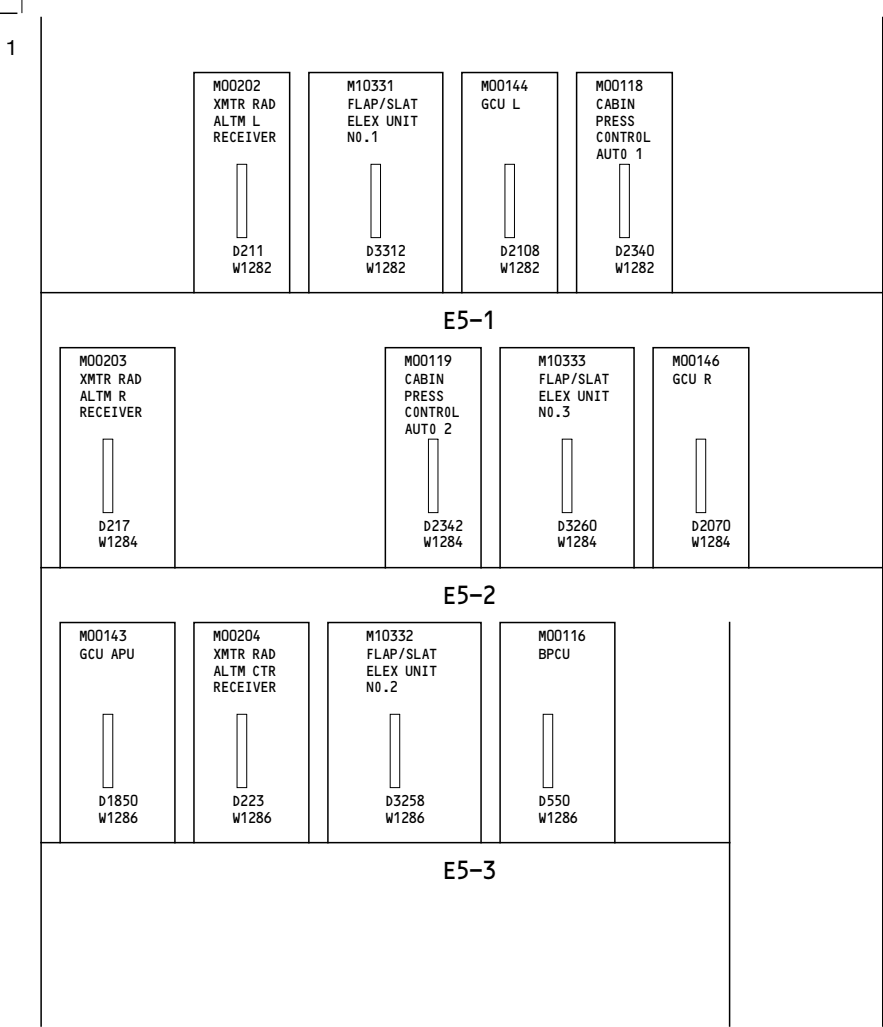 1
M00202
XMTR RAD
ALTM L
RECEIVER
D211
W1282
M10331
FLAP/SLAT
ELEX UNIT
NO.1
D3312
W1282
M00144
GCU L
D2108
W1282
M00118
CABIN
PRESS
CONTROL
AUTO 1
D2340
W1282
E5-1
M00203
XMTR RAD
ALTM R
RECEIVER
D217
W1284
M00119
CABIN
PRESS
CONTROL
AUTO 2
D2342
W1284
M10333
FLAP/SLAT
ELEX UNIT
NO.3
D3260
W1284
M00146
GCU R
D2070
W1284
E5-2
M00143
GCU APU
D1850
W1286
M00204
XMTR RAD
ALTM CTR
RECEIVER
D223
W1286
M10332
FLAP/SLAT
ELEX UNIT
NO.2
D3258
W1286
M00116
BPCU
D550
W1286
E5-3